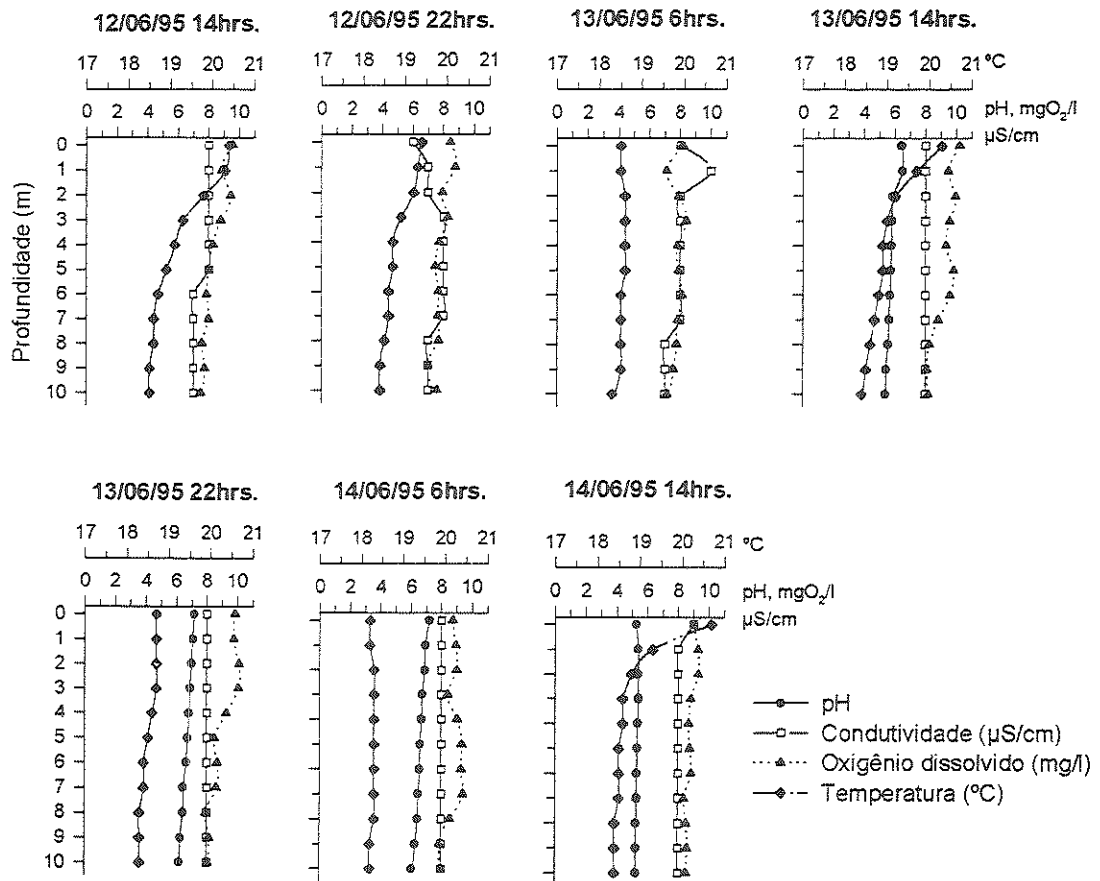 12/06/95 14hrs. 12/06/95 22hrs. 13/06/95 6hrs. 13/06/95 14hrs.
17 18 19 20 21 17 18 19 20 21 17 18 19 20 21 17 18 19 20 21 ºC
0 2 4 6 8 10 0 2 4 6 8 10 0 2 4 6 8 10 0 2 4 6 8 10 pH, mgO₂/l
µS/cm
Profundidade (m)
0
1
2
3
4
5
6
7
8
9
10
13/06/95 22hrs. 14/06/95 6hrs. 14/06/95 14hrs.
17 18 19 20 21 17 18 19 20 21 17 18 19 20 21 ºC
0 2 4 6 8 10 0 2 4 6 8 10 0 2 4 6 8 10 pH, mgO₂/l
µS/cm
0
1
2
3
4
5
6
7
8
9
10
pH
Condutividade (µS/cm)
Oxigênio dissolvido (mg/l)
Temperatura (ºC)